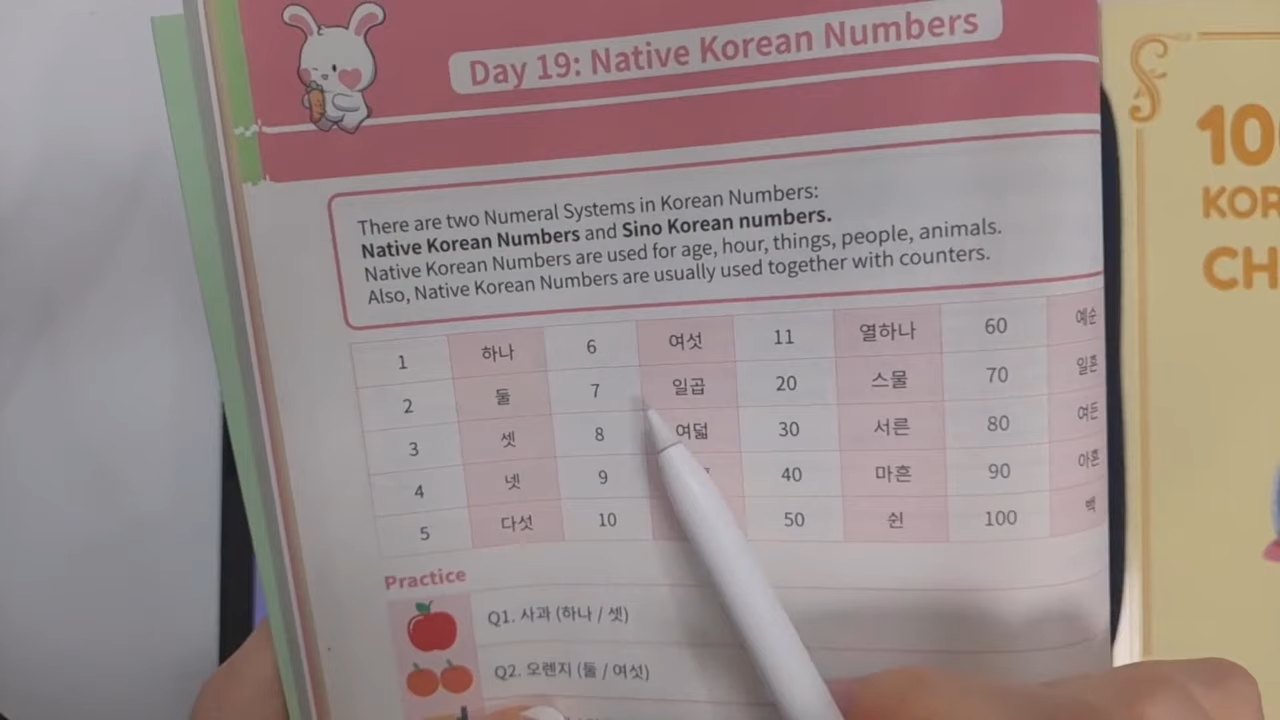 Day 19: Native Korean Numbers
There are two Numeral Systems in Korean Numbers:
Native Korean Numbers and Sino Korean numbers.
Native Korean Numbers are used for age, hour, things, people, animals.
Also, Native Korean Numbers are usually used together with counters.
1 하나 6 여섯 11 열하나 60 예순
2 둘 7 일곱 20 스물 70 일흔
3 셋 8 여덟 30 서른 80 여든
4 넷 9 40 마흔 90 아흔
5 다섯 10 50 쉰 100 백
Practice
Q1. 사과 (하나 / 셋)
Q2. 오렌지 (둘 / 여섯)
10
KOR
CH